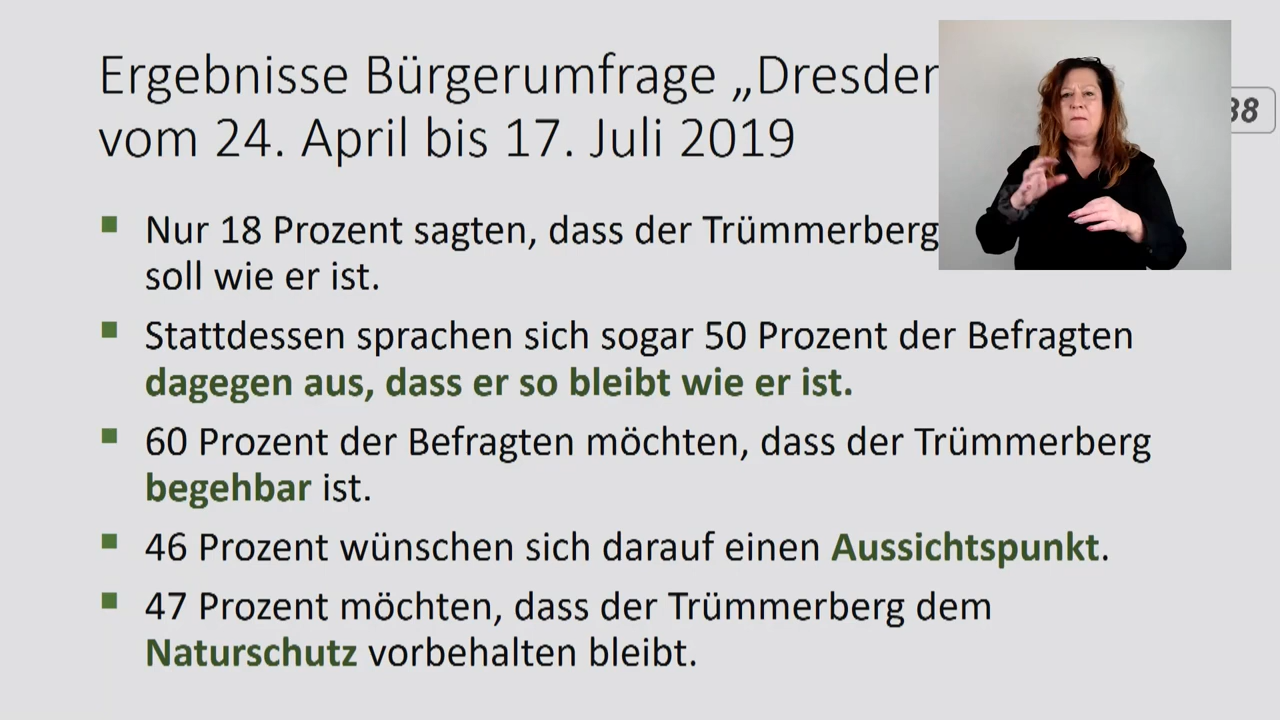 Ergebnisse Bürgerumfrage „Dresden
vom 24. April bis 17. Juli 2019
38
Nur 18 Prozent sagten, dass der Trümmerberg
soll wie er ist.
Stattdessen sprachen sich sogar 50 Prozent der Befragten
dagegen aus, dass er so bleibt wie er ist.
60 Prozent der Befragten möchten, dass der Trümmerberg
begehbar ist.
46 Prozent wünschen sich darauf einen Aussichtspunkt.
47 Prozent möchten, dass der Trümmerberg dem
Naturschutz vorbehalten bleibt.